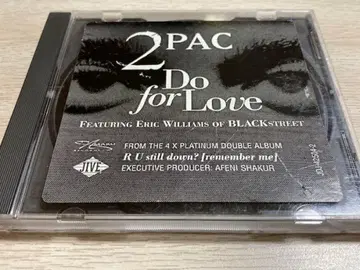 2PAC
Do
for Love
FEATURING ERIC WILLIAMS OF BLACKSTREET
FROM THE 4 X PLATINUM DOUBLE ALBUM
R U still down? [remember me]
EXECUTIVE PRODUCER: AFENI SHAKUR
JIVE